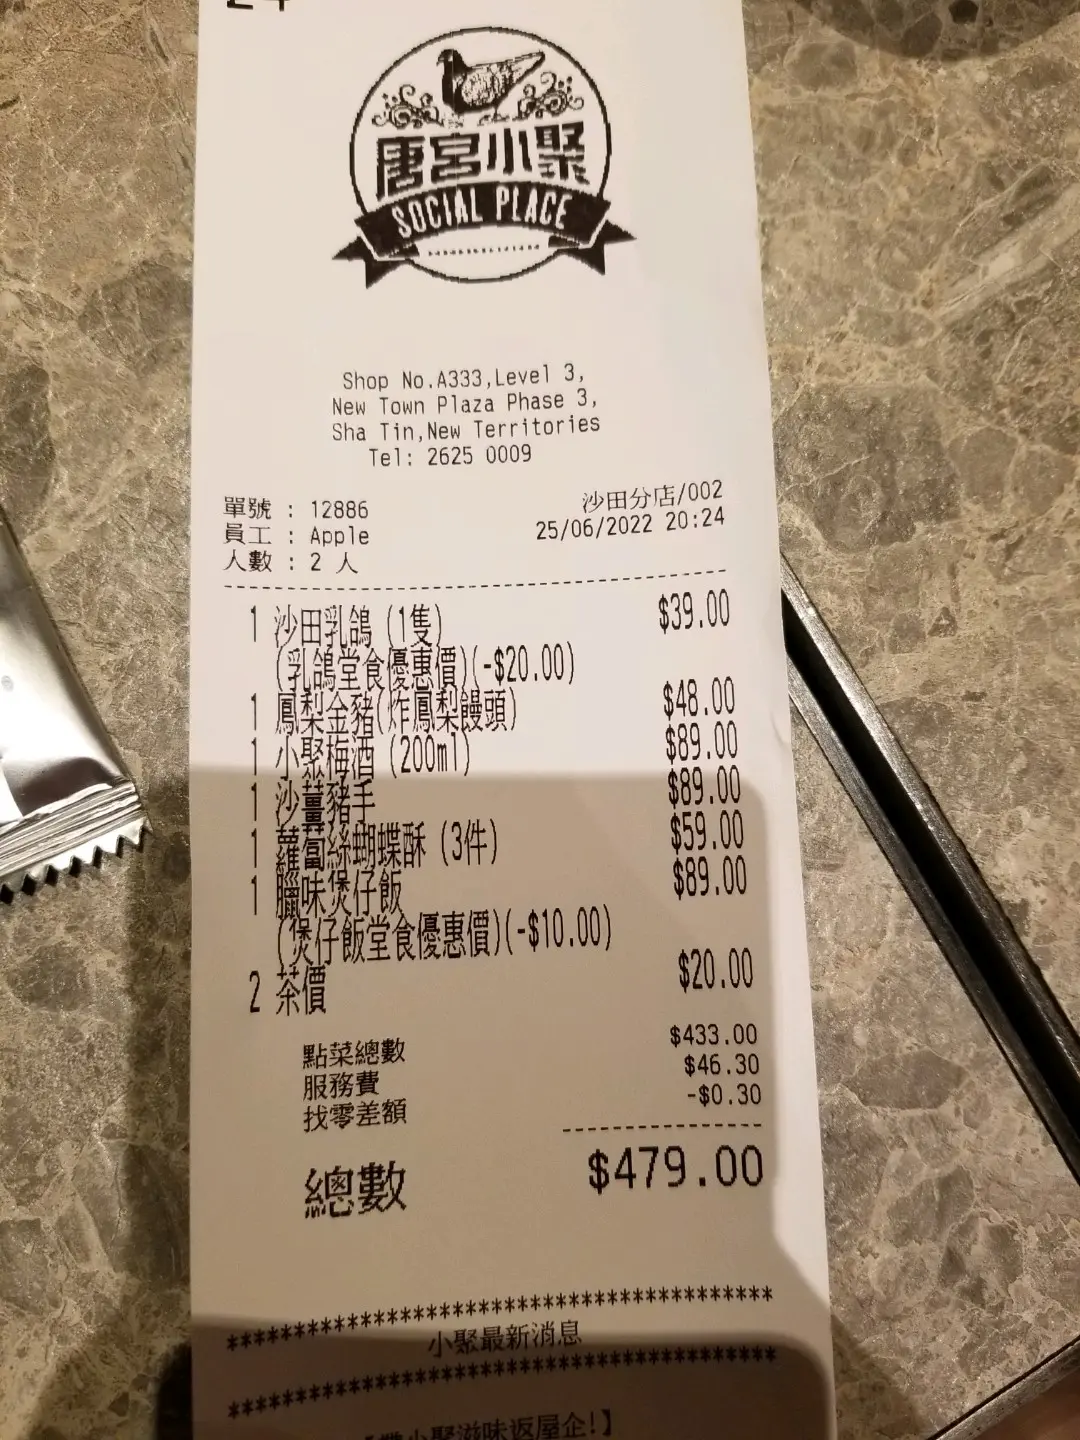 唐宮小聚
SOCIAL PLACE
Shop No.A333,Level 3,
New Town Plaza Phase 3,
Sha Tin,New Territories
Tel: 2625 0009
單號 : 12886
沙田分店/002
員工 : Apple
25/06/2022 20:24
人數 : 2 人
1 沙田乳鴿 (1隻) $39.00
(乳鴿堂食優惠價)(-$20.00)
1 鳳梨金豬(炸鳳梨饅頭) $48.00
1 小聚梅酒 (200ml) $89.00
1 沙薑豬手 $89.00
1 蘿蔔絲蝴蝶酥 (3件) $59.00
1 臘味煲仔飯 $89.00
(煲仔飯堂食優惠價)(-$10.00)
2 茶價 $20.00
點菜總數 $433.00
服務費 $46.30
找零差額 -$0.30
總數 $479.00
******************************************
小聚最新消息
******************************************
小聚滋味返屋企!】